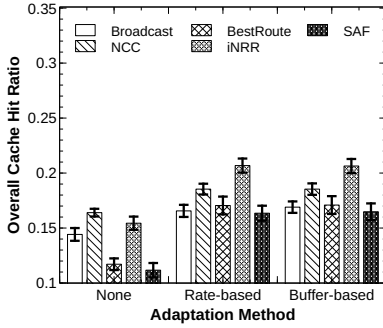 Overall Cache Hit Ratio
0.35
0.3
0.25
0.2
0.15
0.1
Broadcast
NCC
BestRoute
iNRR
SAF
None Rate-based Buffer-based
Adaptation Method